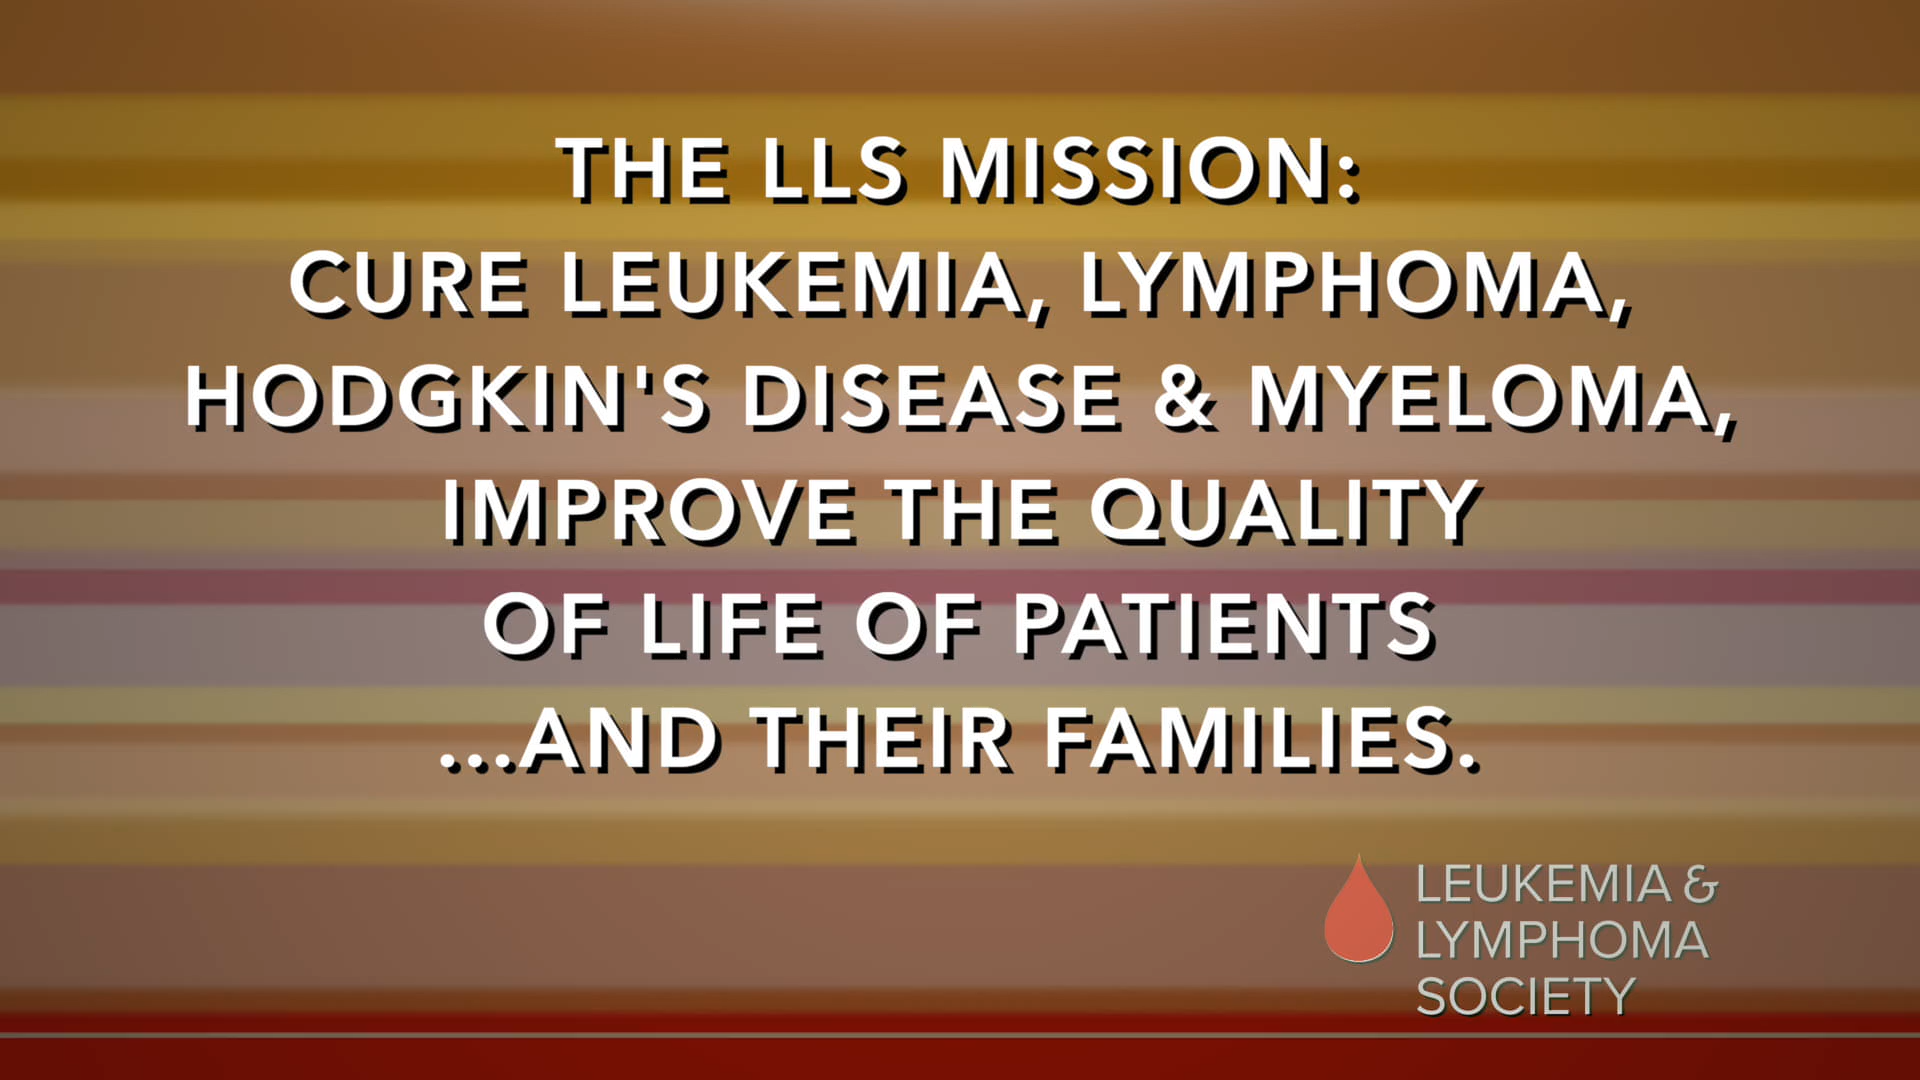 THE LLS MISSION:
CURE LEUKEMIA, LYMPHOMA,
HODGKIN'S DISEASE & MYELOMA,
IMPROVE THE QUALITY
OF LIFE OF PATIENTS
...AND THEIR FAMILIES.
LEUKEMIA &
LYMPHOMA
SOCIETY